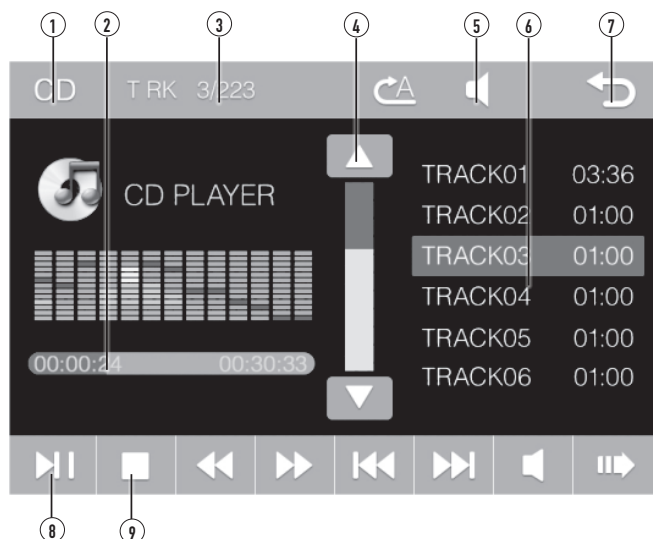 1 2 3 4 5 6 7
CD T RK 3/223 A
CD PLAYER
00:00:24 00:30:33
TRACK01 03:36
TRACK02 01:00
TRACK03 01:00
TRACK04 01:00
TRACK05 01:00
TRACK06 01:00
8 9